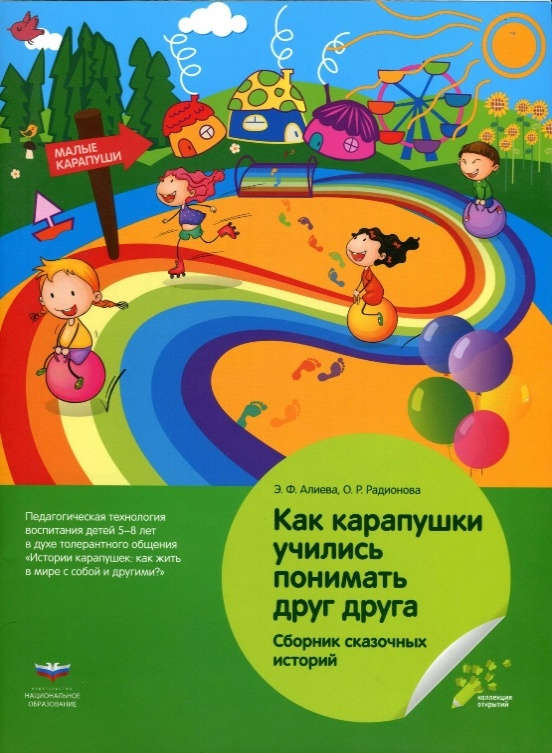 МАЛЫЕ
КАРАПУШИ
Э. Ф. Алиева, О. Р. Радионова
Как карапушки
учились
понимать
друг друга
Сборник сказочных
историй
Педагогическая технология
воспитания детей 5–8 лет
в духе толерантного общения
«Истории карапушек: как жить
в мире с собой и другими?»
ИЗДАТЕЛЬСТВО
НАЦИОНАЛЬНОЕ
ОБРАЗОВАНИЕ
коллекция
открытий